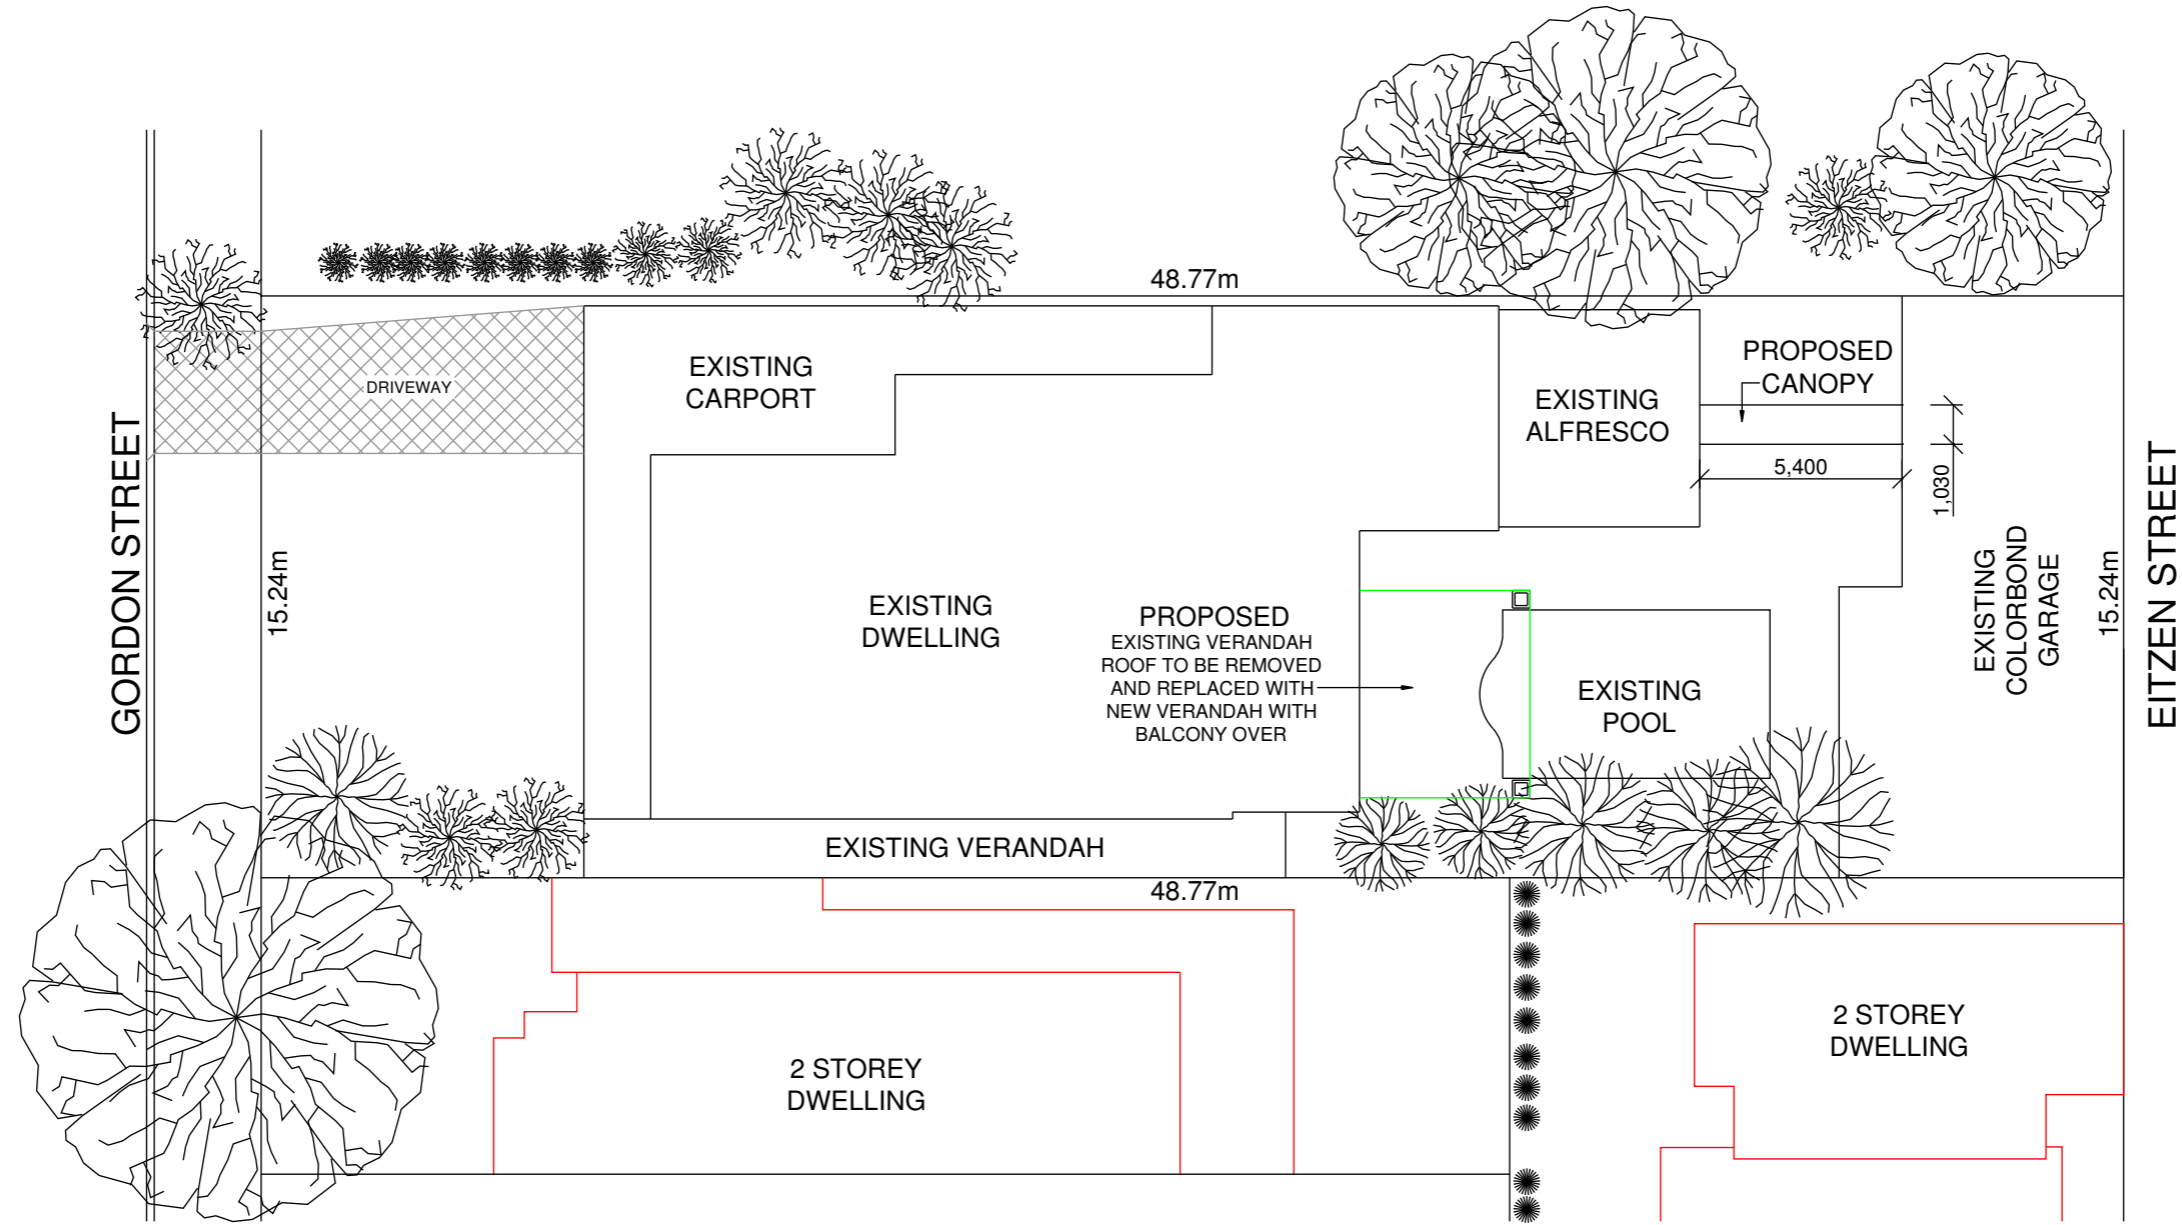 48.77m
EXISTING
CARPORT
DRIVEWAY
PROPOSED
CANOPY
EXISTING
ALFRESCO
5,400
1,030
GORDON STREET
15.24m
EXISTING
DWELLING
PROPOSED
EXISTING VERANDAH
ROOF TO BE REMOVED
AND REPLACED WITH
NEW VERANDAH WITH
BALCONY OVER
EXISTING
POOL
EXISTING
COLORBOND
GARAGE
15.24m
EITZEN STREET
EXISTING VERANDAH
48.77m
2 STOREY
DWELLING
2 STOREY
DWELLING